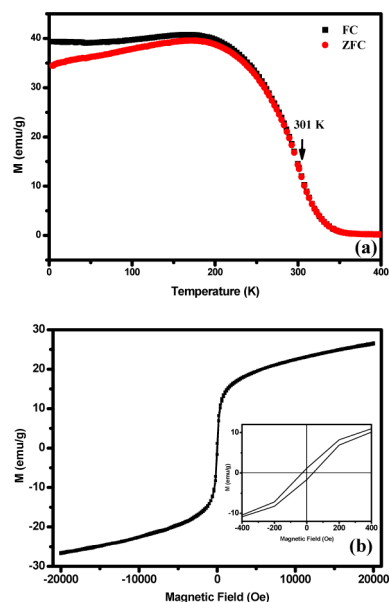 FC
ZFC
M (emu/g)
40
30
20
10
0
301 K
(a)
0 100 200 300 400
Temperature (K)
M (emu/g)
30
20
10
0
-10
-20
-30
M (emu/g)
10
0
-10
-400 -200 0 200 400
Magnetic Field (Oe)
(b)
-20000 -10000 0 10000 20000
Magnetic Field (Oe)